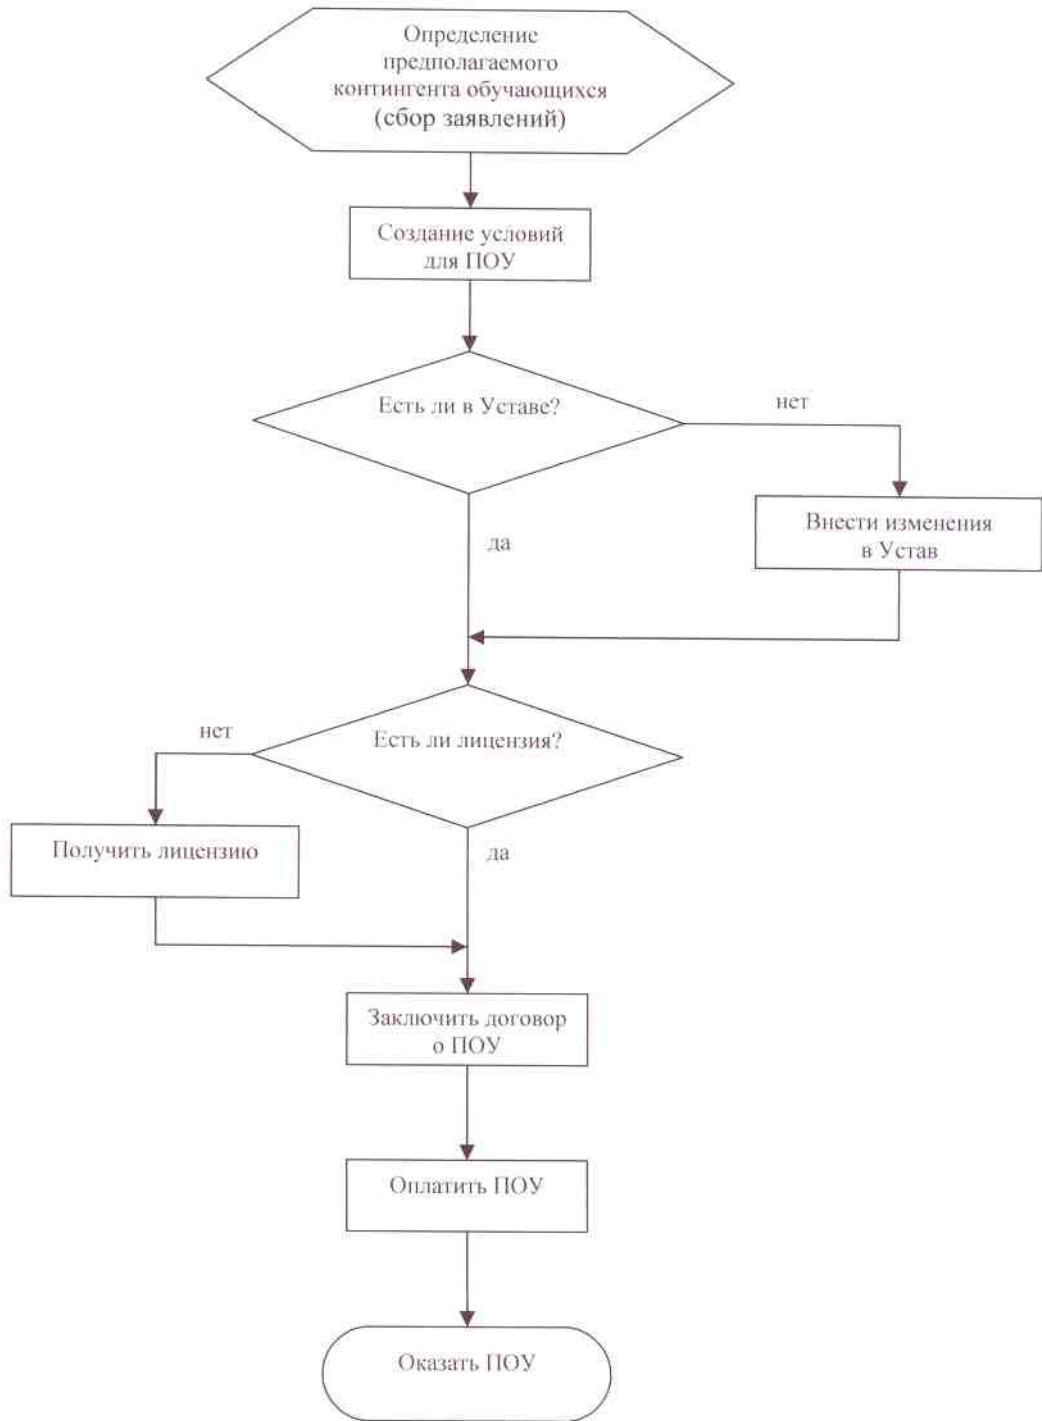 Определение
предполагаемого
контингента обучающихся
(сбор заявлений)
Создание условий
для ПОУ
Есть ли в Уставе?
нет
Внести изменения
в Устав
да
Есть ли лицензия?
нет
Получить лицензию
да
Заключить договор
о ПОУ
Оплатить ПОУ
Оказать ПОУ